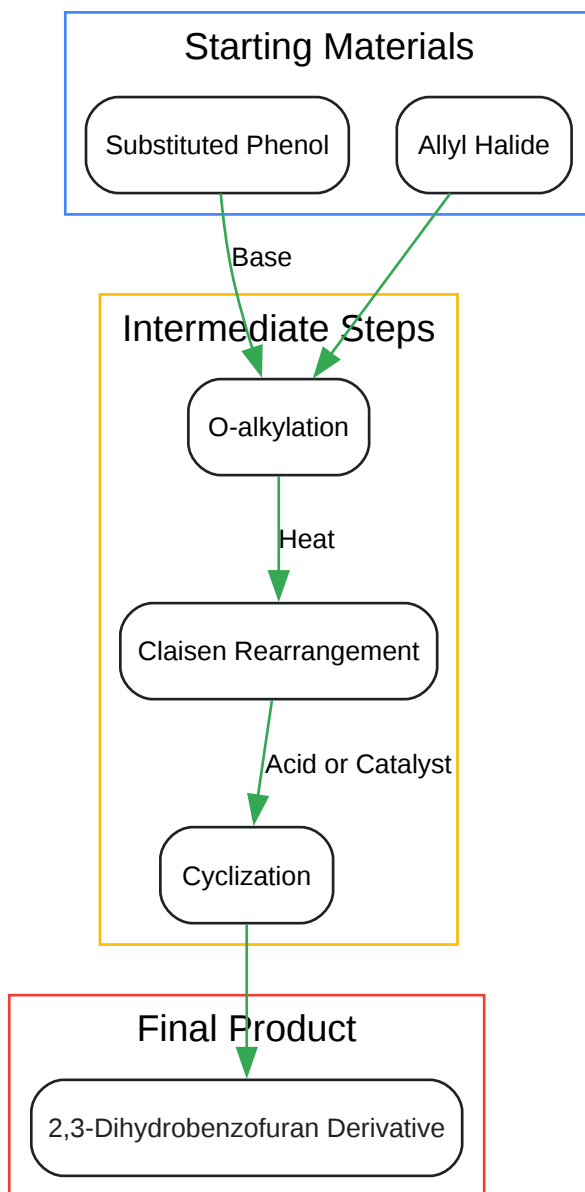 Starting Materials
Substituted Phenol
Allyl Halide
Base
Intermediate Steps
O-alkylation
Heat
Claisen Rearrangement
Acid or Catalyst
Cyclization
Final Product
2,3-Dihydrobenzofuran Derivative